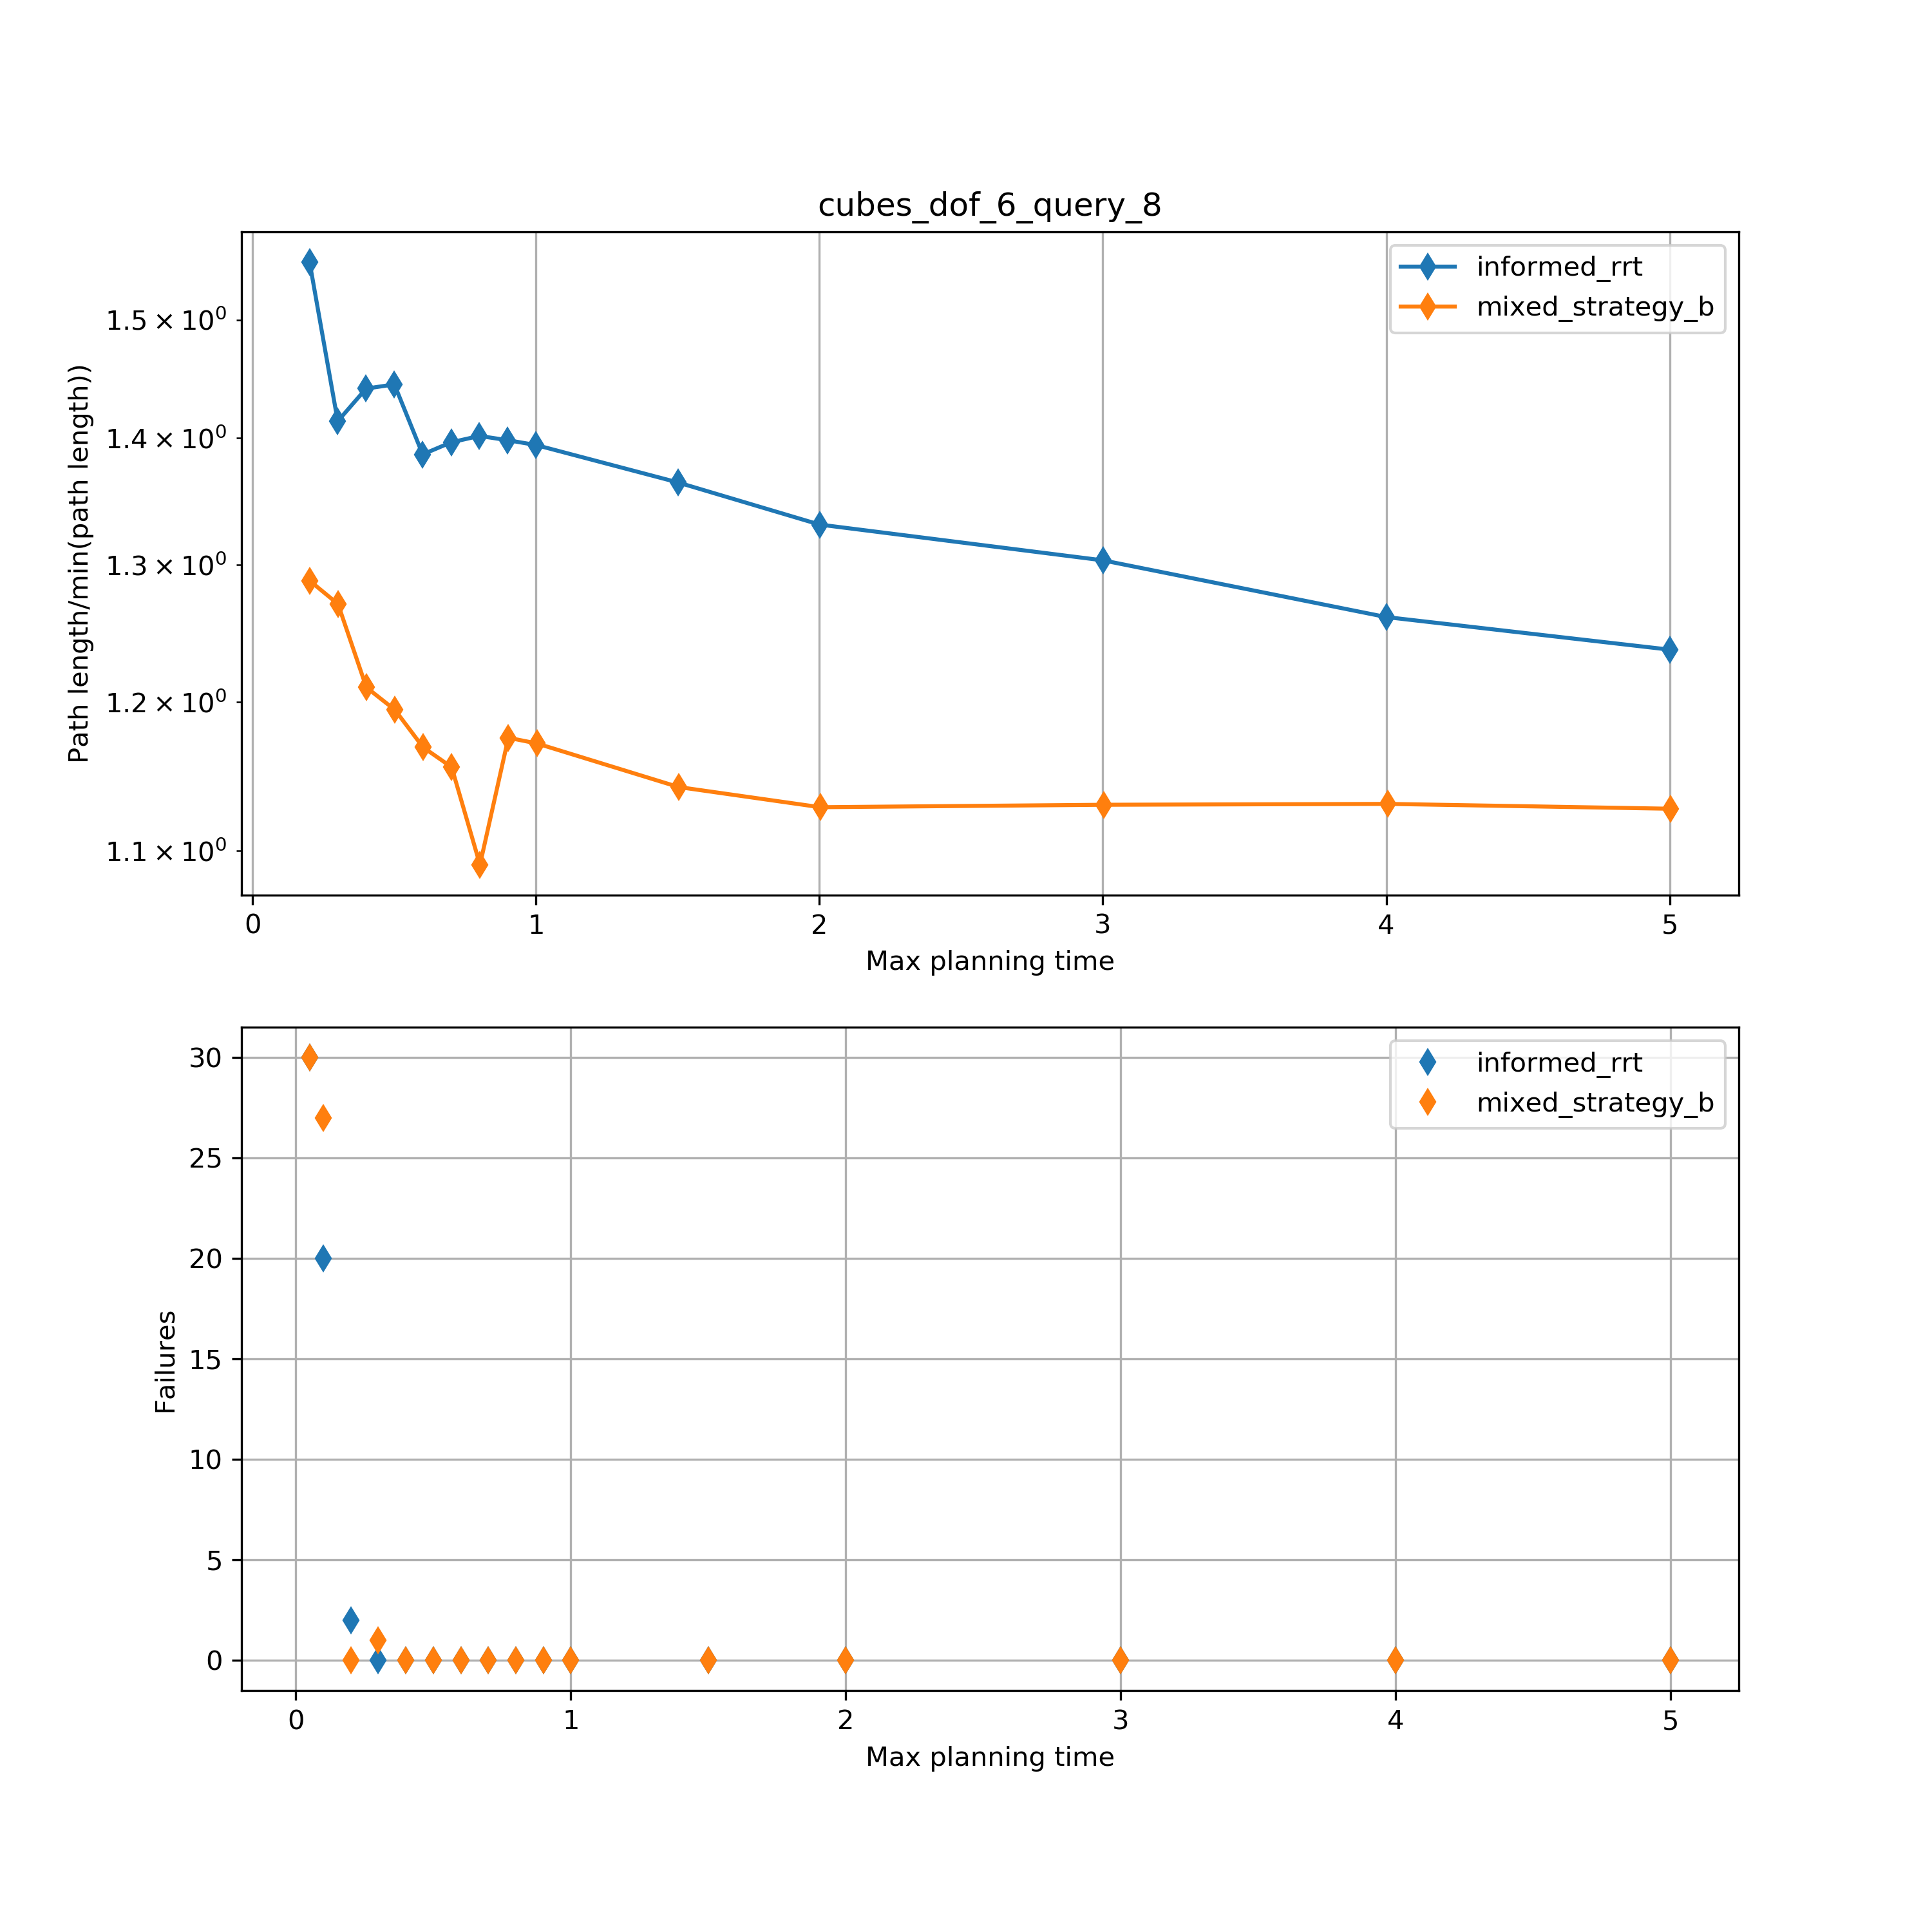 cubes_dof_6_query_8
informed_rrt
mixed_strategy_b
1.5 × 10⁰
1.4 × 10⁰
1.3 × 10⁰
1.2 × 10⁰
1.1 × 10⁰
Path length/min(path length))
0 1 2 3 4 5
Max planning time
informed_rrt
mixed_strategy_b
30
25
20
15
10
5
0
Failures
0 1 2 3 4 5
Max planning time